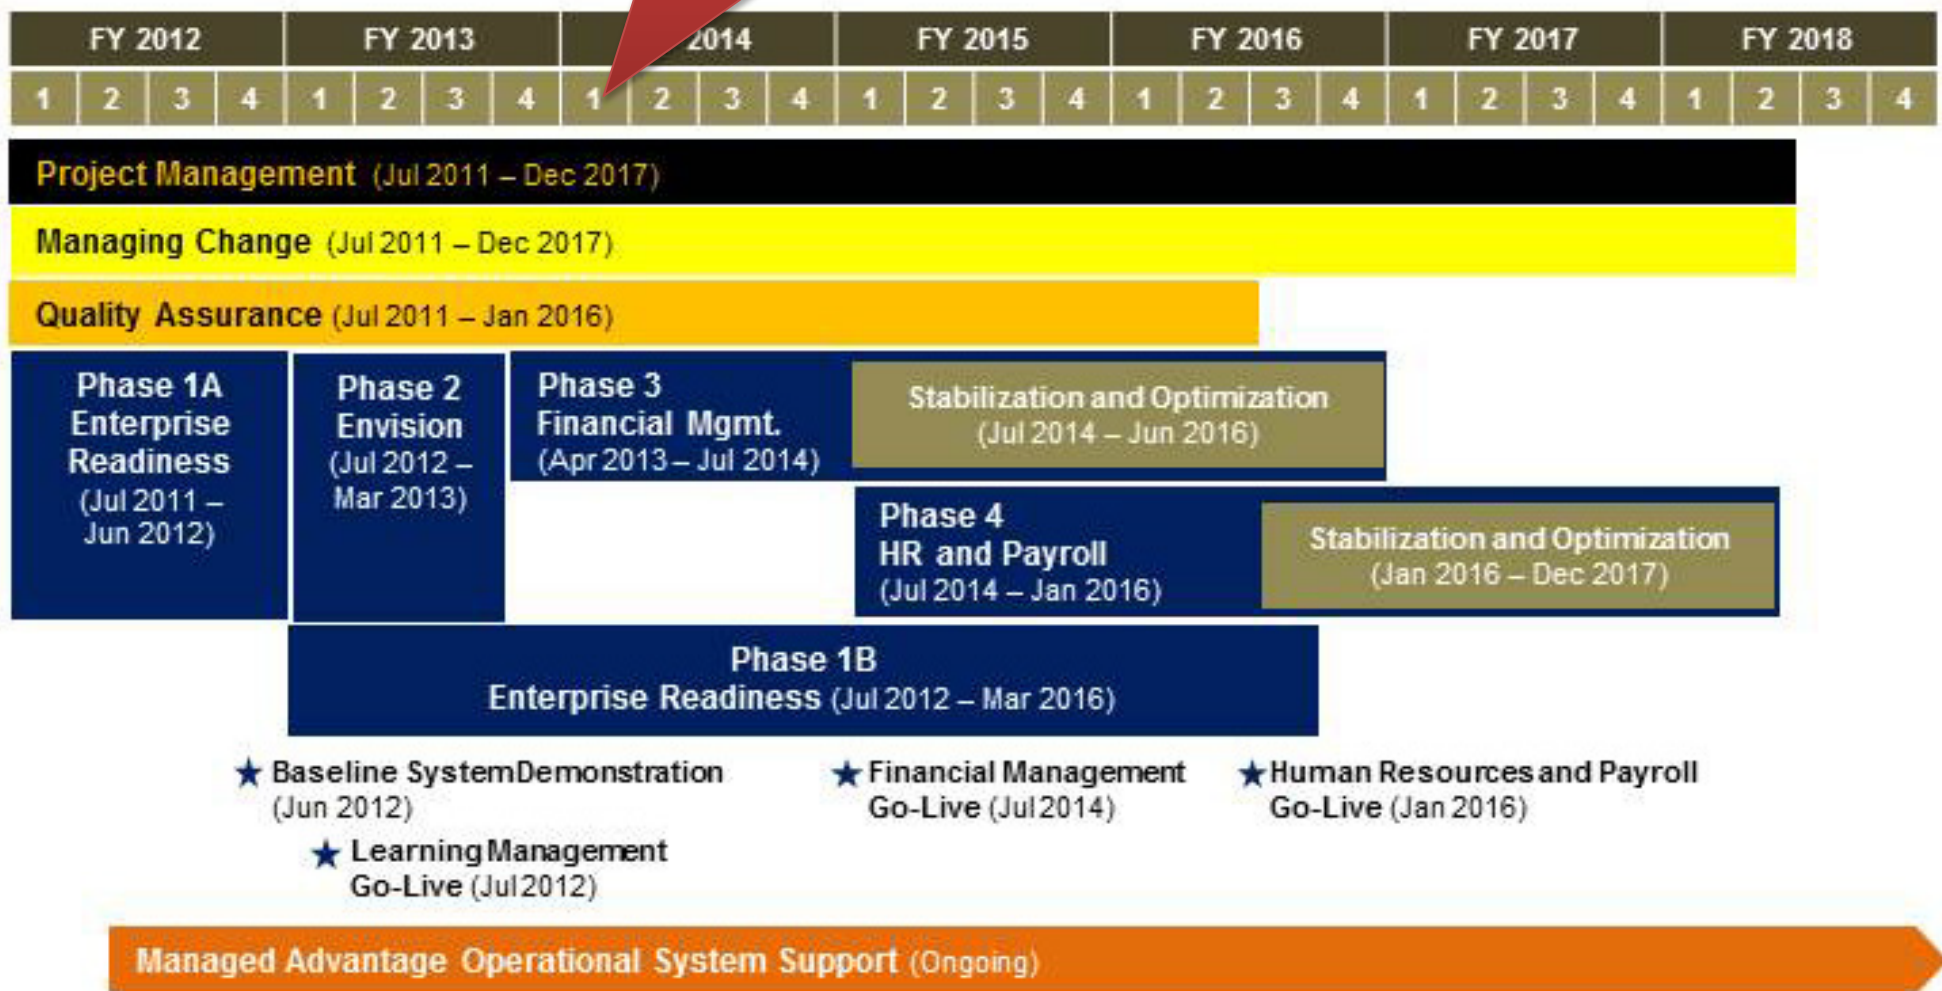 FY 2012 FY 2013 2014 FY 2015 FY 2016 FY 2017 FY 2018
1 2 3 4 1 2 3 4 1 2 3 4 1 2 3 4 1 2 3 4 1 2 3 4 1 2 3 4
Project Management (Jul 2011 – Dec 2017)
Managing Change (Jul 2011 – Dec 2017)
Quality Assurance (Jul 2011 – Jan 2016)
Phase 1A
Enterprise
Readiness
(Jul 2011 –
Jun 2012)
Phase 2
Envision
(Jul 2012 –
Mar 2013)
Phase 3
Financial Mgmt.
(Apr 2013 – Jul 2014)
Stabilization and Optimization
(Jul 2014 – Jun 2016)
Phase 4
HR and Payroll
(Jul 2014 – Jan 2016)
Stabilization and Optimization
(Jan 2016 – Dec 2017)
Phase 1B
Enterprise Readiness (Jul 2012 – Mar 2016)
Baseline System Demonstration
(Jun 2012)
Learning Management
Go-Live (Jul 2012)
Financial Management
Go-Live (Jul 2014)
Human Resources and Payroll
Go-Live (Jan 2016)
Managed Advantage Operational System Support (Ongoing)